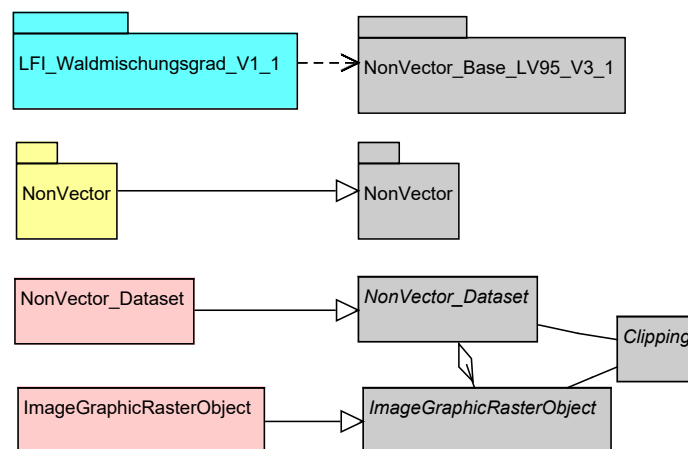 LFI_Waldmischungsgrad_V1_1
NonVector_Base_LV95_V3_1
NonVector
NonVector
NonVector_Dataset
NonVector_Dataset
Clipping
ImageGraphicRasterObject
ImageGraphicRasterObject